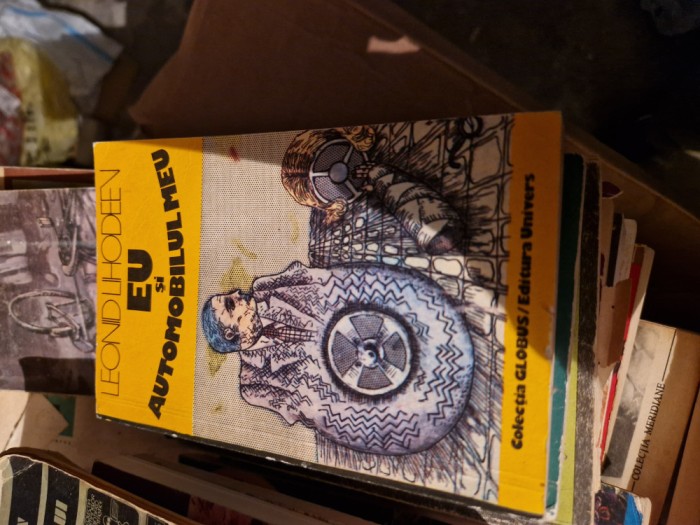 LEONID LIHODEEV
EU
și
AUTOMOBILUL MEU
Colecția GLOBUS/Editura Univers
COLECȚIA MERIDIANE